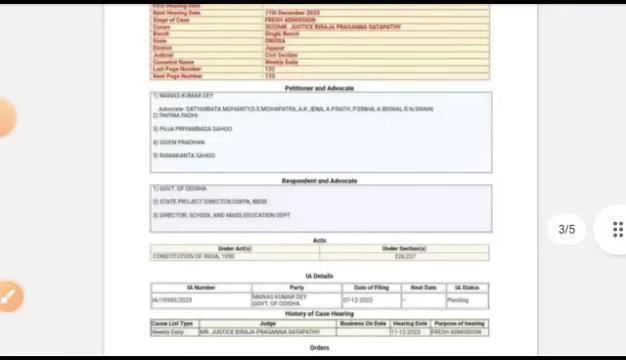 First Hearing Date
Next Hearing Date : 11th December 2023
Stage of Case : FRESH ADMISSION
Coram : JUSTICE BIRAJA PRASANNA SATAPATHY
Bench : Single Bench
State : ORISSA
District : Jajapur
Judicial : Civil Section
Causelist Name : Weekly Daily
Last Page Number : 132
Next Page Number : 133
Petitioner and Advocate
1) MANAS KUMAR DEY
Advocate- SATYABRATA MOHANTY,S.S.MOHAPATRA, A.K.JENA, A.P.RATH, P.SINHA, A.BISWAL, R.N.SWAIN
2) PAPINA PADHI
3) PUJA PRIYAMBADA SAHOO
4) GIVEN PRADHAN
5) RAMAKANTA SAHOO
Respondent and Advocate
1) GOVT. OF ODISHA
2) STATE PROJECT DIRECTOR,OSEPA, BBSR
3) DIRECTOR, SCHOOL AND MASS EDUCATION DEPT
Acts
Under Act(s) Under Section(s)
CONSTITUTION OF INDIA, 1950 226,227
IA Details
IA Number Party Date of Filing Next Date IA Status
IA/19383/2023 MANAS KUMAR DEY GOVT. OF ODISHA 07-12-2023 -- Pending
History of Case Hearing
Cause List Type Judge Business On Date Hearing Date Purpose of hearing
Weekly Daily MR. JUSTICE BIRAJA PRASANNA SATAPATHY 11-12-2023 FRESH ADMISSION
Orders
3/5